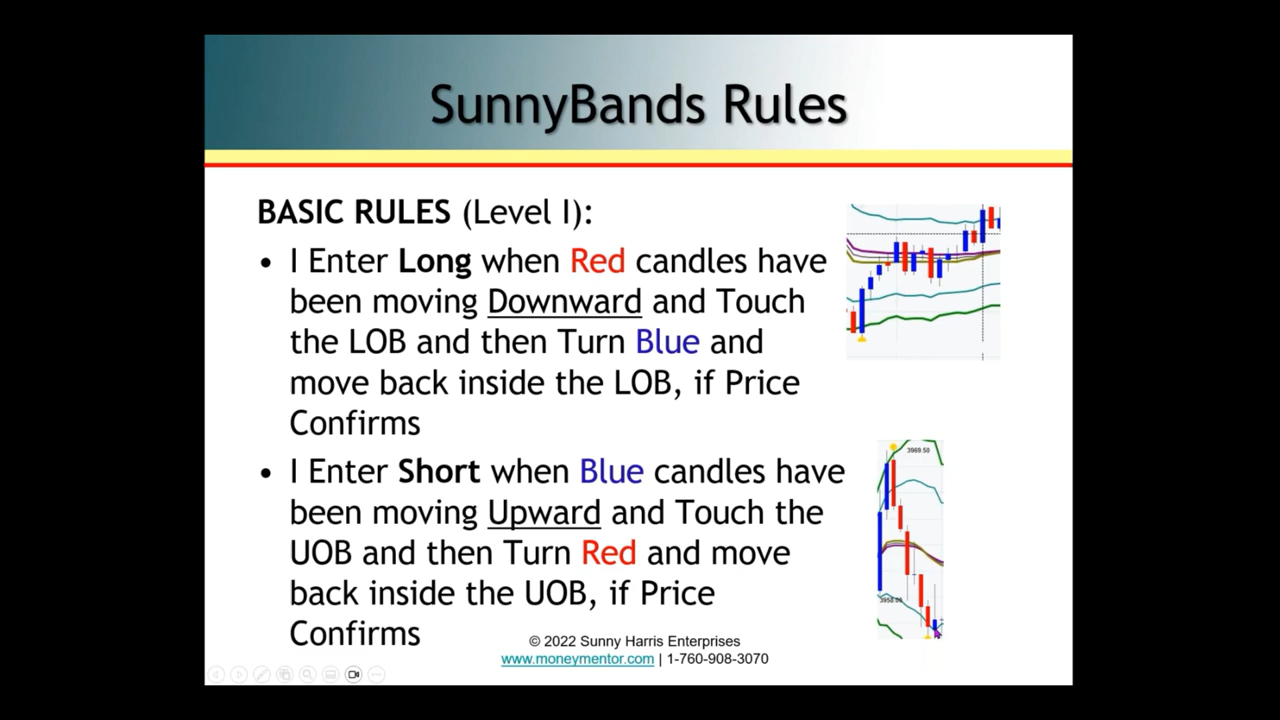 SunnyBands Rules
BASIC RULES (Level I):
• I Enter Long when Red candles have
been moving Downward and Touch
the LOB and then Turn Blue and
move back inside the LOB, if Price
Confirms
• I Enter Short when Blue candles have
been moving Upward and Touch the
UOB and then Turn Red and move
back inside the UOB, if Price
Confirms
3969.50
© 2022 Sunny Harris Enterprises
www.moneymentor.com | 1-760-908-3070